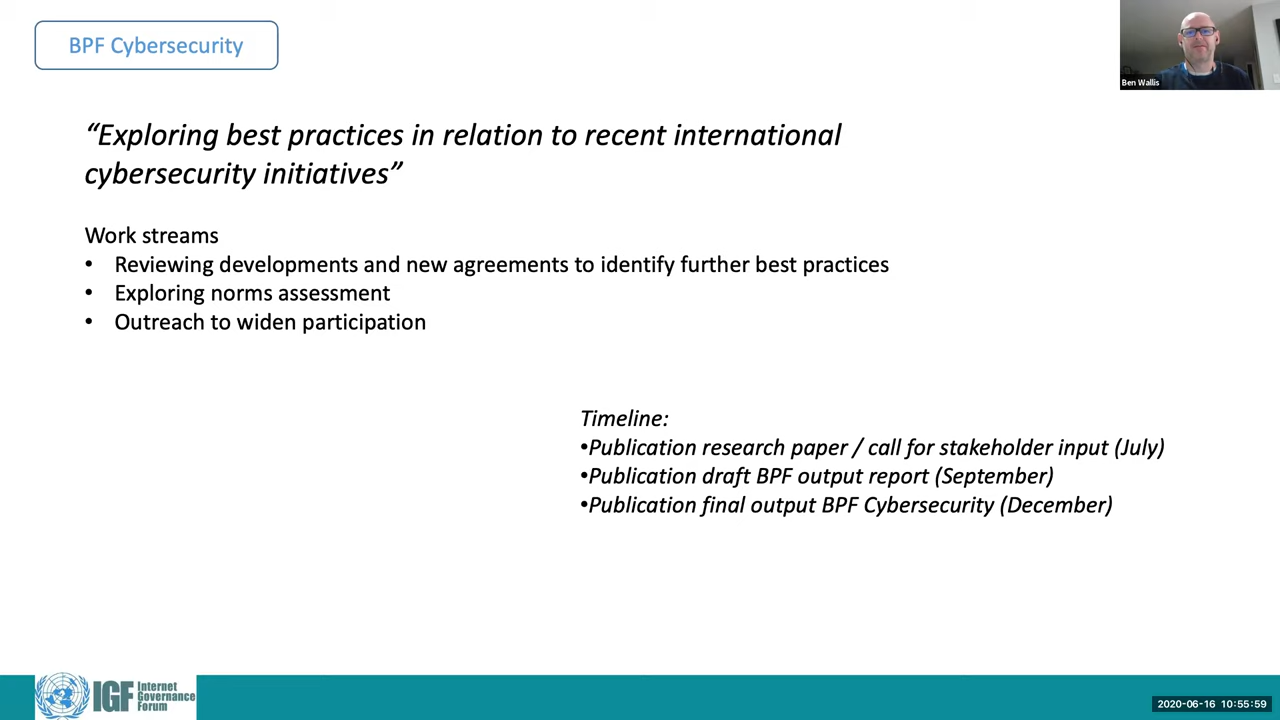 BPF Cybersecurity
Ben Wallis
“Exploring best practices in relation to recent international
cybersecurity initiatives”
Work streams
• Reviewing developments and new agreements to identify further best practices
• Exploring norms assessment
• Outreach to widen participation
Timeline:
•Publication research paper / call for stakeholder input (July)
•Publication draft BPF output report (September)
•Publication final output BPF Cybersecurity (December)
IGF
Internet
Governance
Forum
2020-06-16 10:55:59